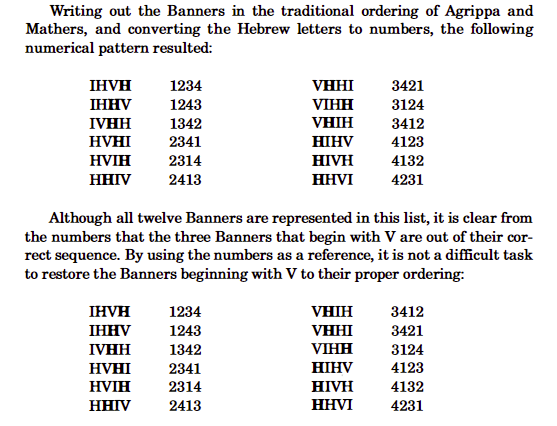 Writing out the Banners in the traditional ordering of Agrippa and
Mathers, and converting the Hebrew letters to numbers, the following
numerical pattern resulted:
IHVH 1234 VHHI 3421
IHHV 1243 VIHH 3124
IVHH 1342 VHIH 3412
HVHI 2341 HIHV 4123
HVIH 2314 HIVH 4132
HHIV 2413 HHVI 4231
Although all twelve Banners are represented in this list, it is clear from
the numbers that the three Banners that begin with V are out of their cor-
rect sequence. By using the numbers as a reference, it is not a difficult task
to restore the Banners beginning with V to their proper ordering:
IHVH 1234 VHIH 3412
IHHV 1243 VHHI 3421
IVHH 1342 VIHH 3124
HVHI 2341 HIHV 4123
HVIH 2314 HIVH 4132
HHIV 2413 HHVI 4231